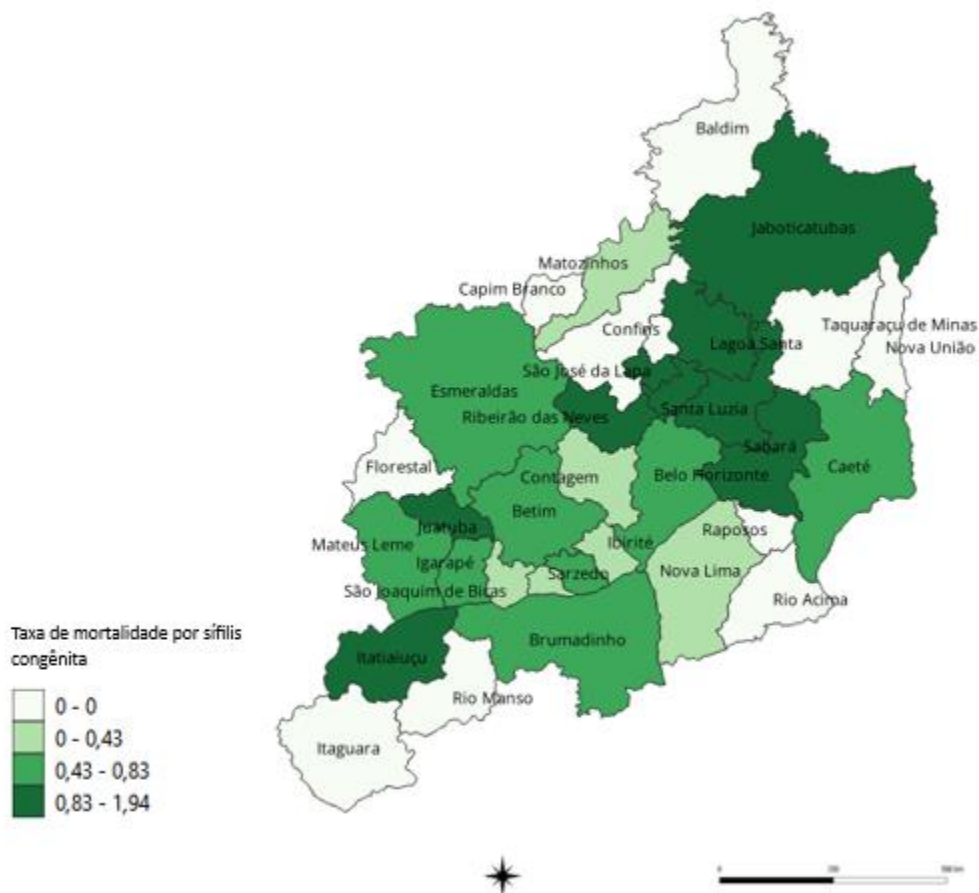 Baldim
Jaboticatubas
Matozinhos
Capim Branco
Confins
Taquaraçu de Minas
Lagoa Santa
Nova União
São José da Lapa
Esmeraldas
Santa Luzia
Ribeirão das Neves
Sabará
Florestal
Contagem
Belo Horizonte
Caeté
Betim
Juatuba
Raposos
Mateus Leme
Ibirité
Igarapé
Nova Lima
Sarzedo
São Joaquim de Bicas
Rio Acima
Brumadinho
Itatiaiuçu
Rio Manso
Itaguara
Taxa de mortalidade por sífilis
congênita
0 - 0
0 - 0,43
0,43 - 0,83
0,83 - 1,94